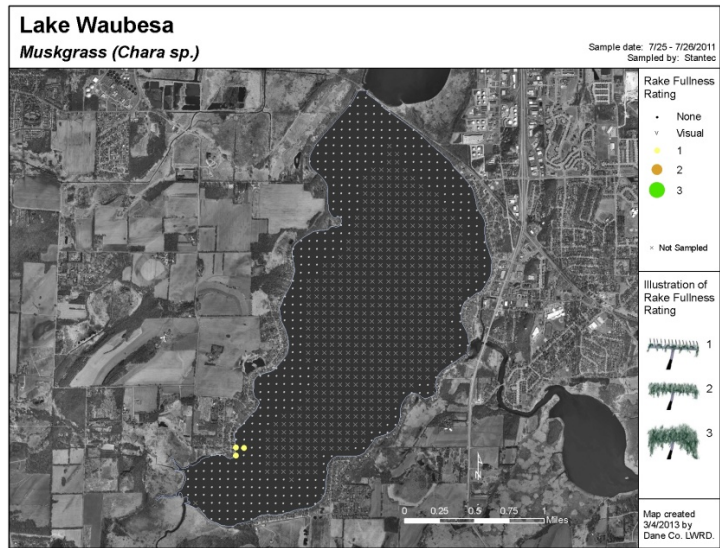 Lake Waubesa
Muskgrass (Chara sp.)
Sample date: 7/25 - 7/26/2011
Sampled by: Stantec
Rake Fullness
Rating
None
Visual
1
2
3
Not Sampled
Illustration of
Rake Fullness
Rating
1
2
3
0 0.25 0.5 0.75 1
Miles
Map created
3/4/2013 by
Dane Co. LWRD.